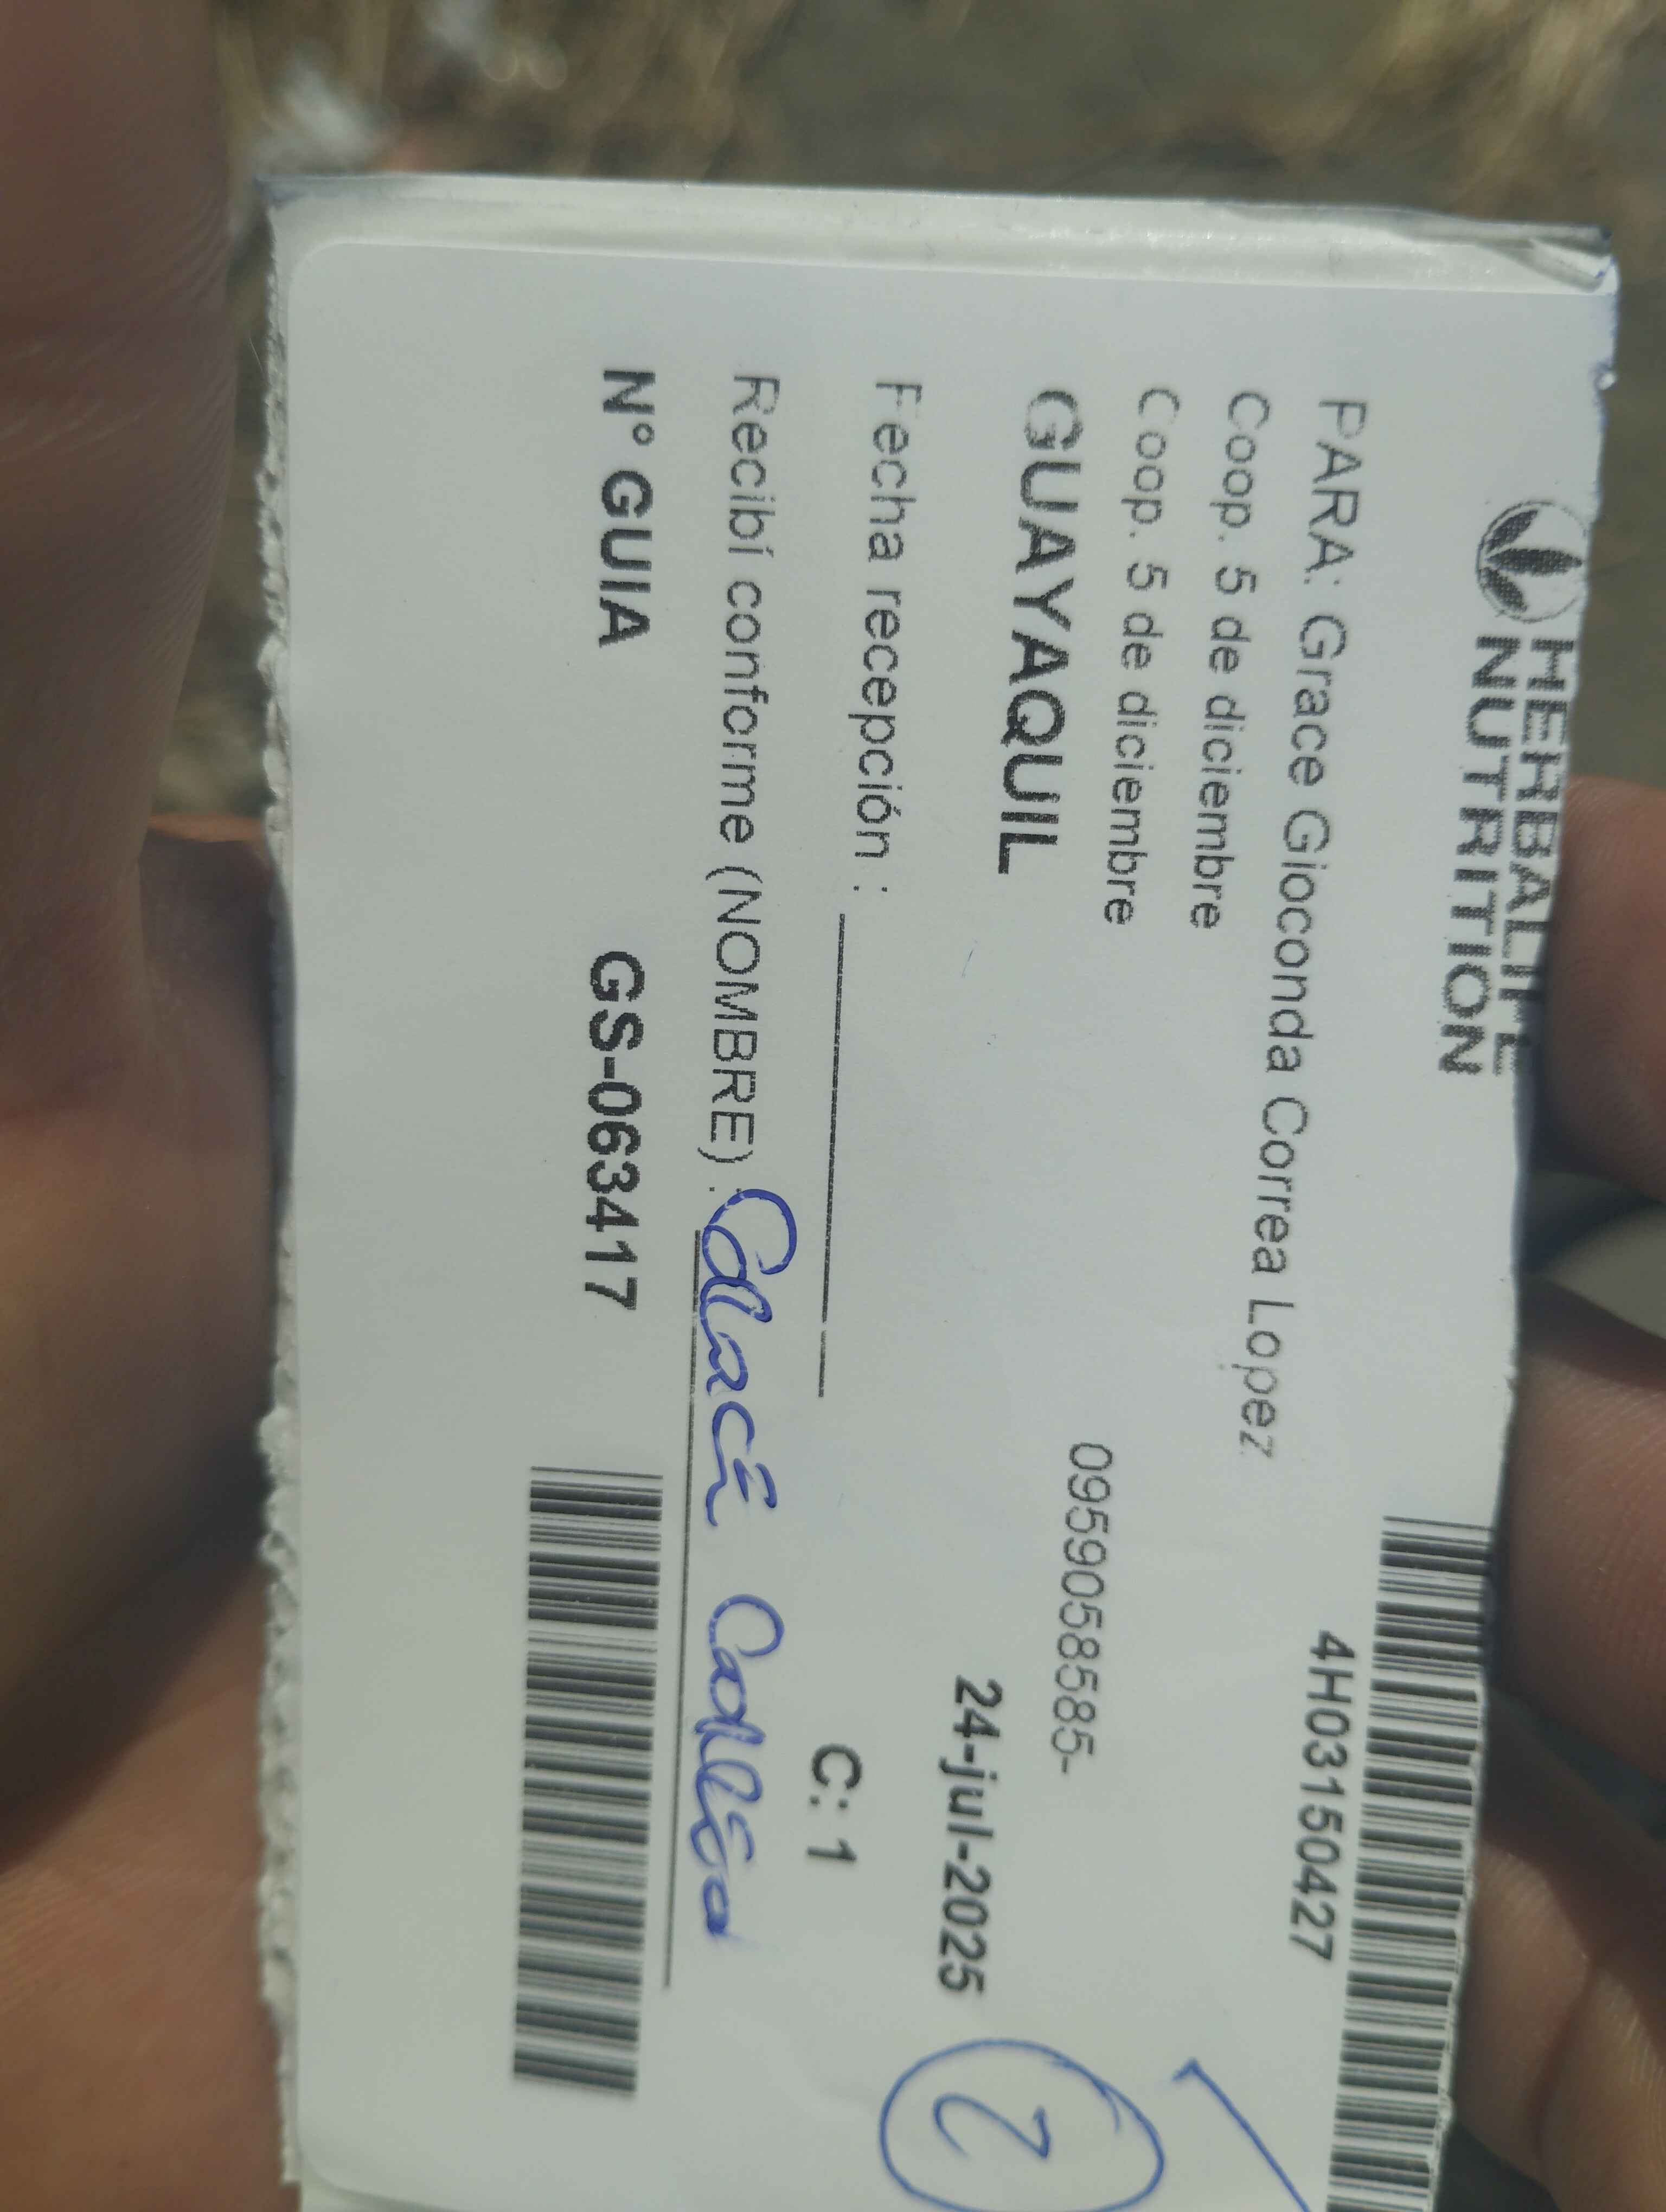 HERBALIFE
NUTRITION
4H03150427
PARA: Grace Gioconda Correa Lopez
Coop. 5 de diciembre
Coop. 5 de diciembre
0959058585-
GUAYAQUIL
24-jul-2025
2
Fecha recepción :
C: 1
Recibí conforme (NOMBRE) :
N° GUIA GS-063417